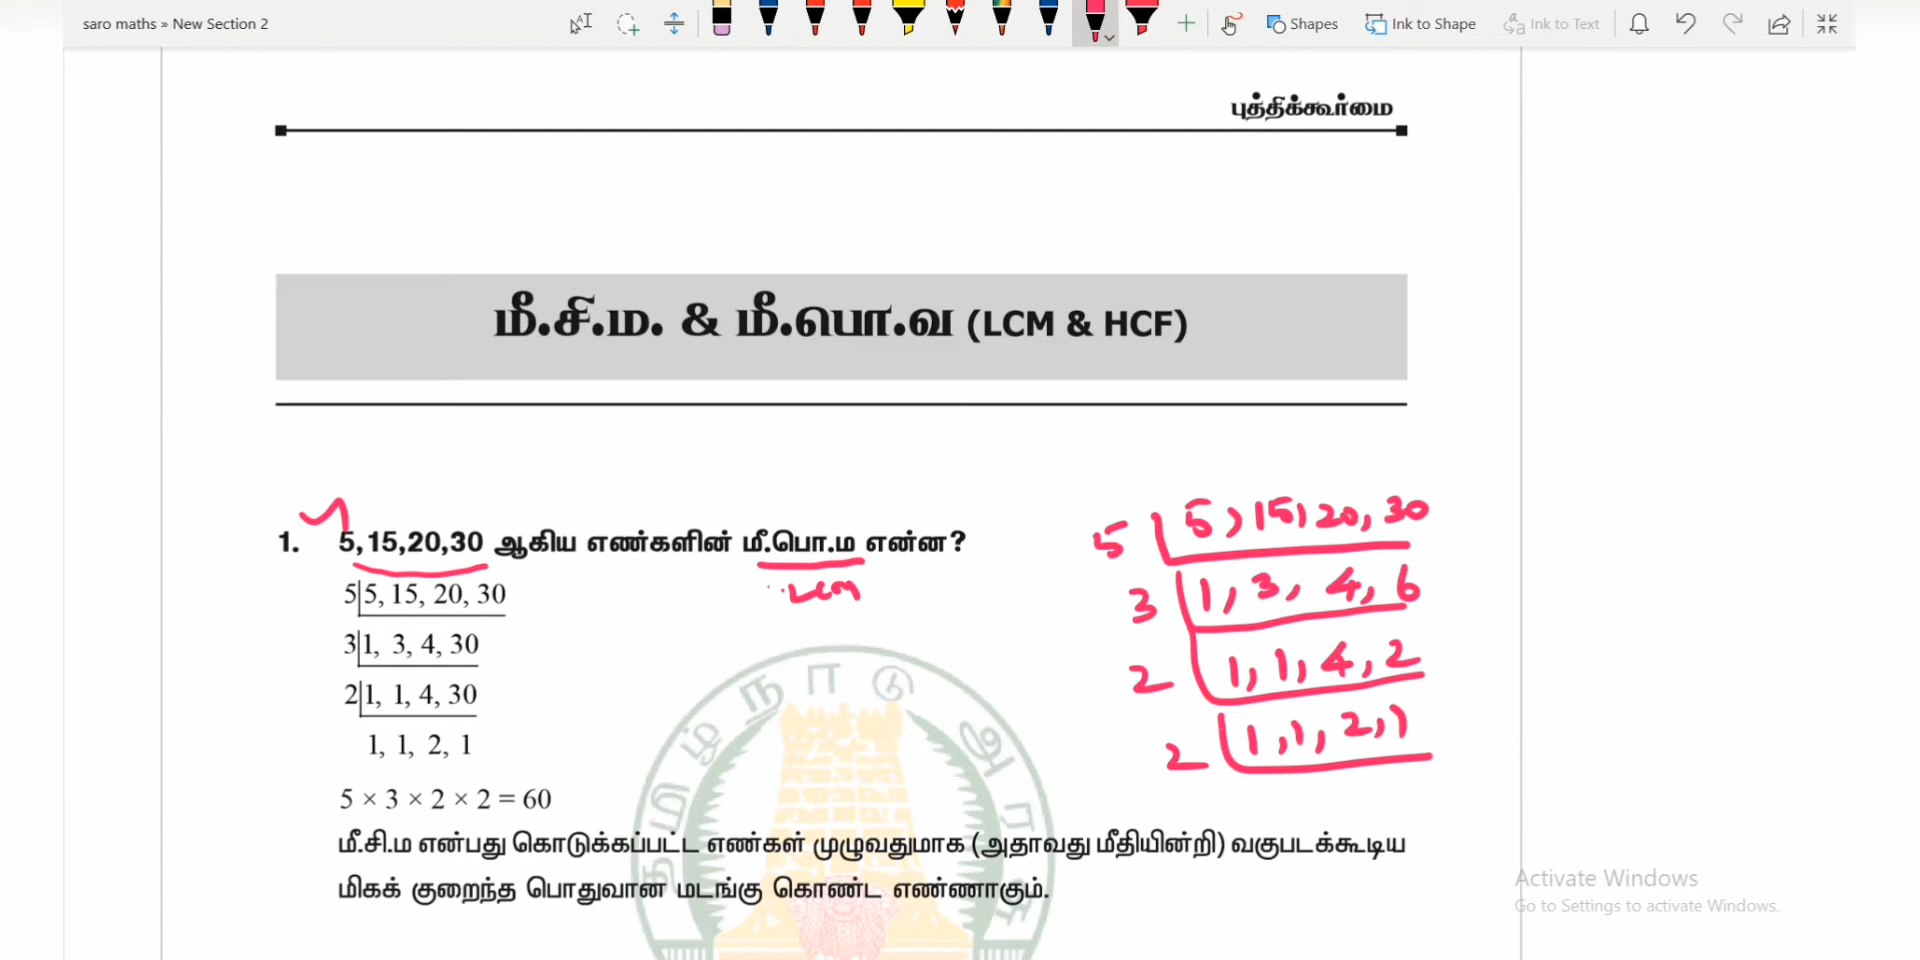 saro maths » New Section 2
Shapes
Ink to Shape
Ink to Text
புத்திக்கூர்மை
மீ.சி.ம. & மீ.பொ.வ (LCM & HCF)
1. 5,15,20,30 ஆகிய எண்களின் மீ.பொ.ம என்ன?
LCM
5|5, 15, 20, 30
3|1, 3, 4, 30
2|1, 1, 4, 30
1, 1, 2, 1
5 × 3 × 2 × 2 = 60
மீ.சி.ம என்பது கொடுக்கப்பட்ட எண்கள் முழுவதுமாக (அதாவது மீதியின்றி) வகுபடக்கூடிய
மிகக் குறைந்த பொதுவான மடங்கு கொண்ட எண்ணாகும்.
5 | 5, 15, 20, 30
3 | 1, 3, 4, 6
2 | 1, 1, 4, 2
2 | 1, 1, 2, 1
தமிழ்நாடு அரசு
Activate Windows
Go to Settings to activate Windows.